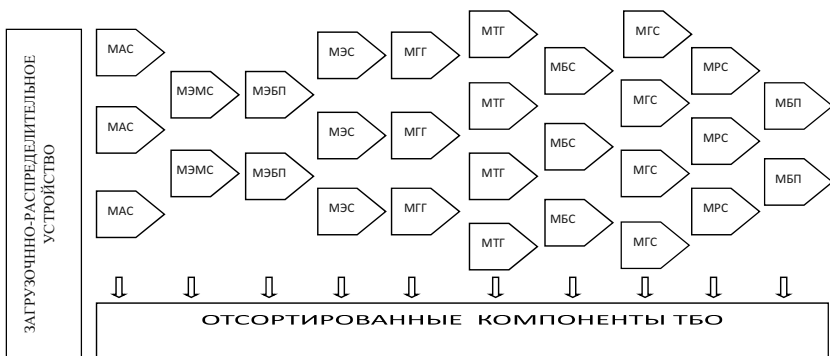 ЗАГРУЗОЧННО-РАСПРЕДЕЛИТЕЛЬНОЕ
УСТРОЙСТВО
МАС
МАС
МАС
МЭМС
МЭМС
МЭБП
МЭБП
МЭС
МЭС
МЭС
МГГ
МГГ
МГГ
МТГ
МТГ
МТГ
МТГ
МБС
МБС
МБС
МГС
МГС
МГС
МГС
МРС
МРС
МРС
МБП
МБП
ОТСОРТИРОВАННЫЕ КОМПОНЕНТЫ ТБО